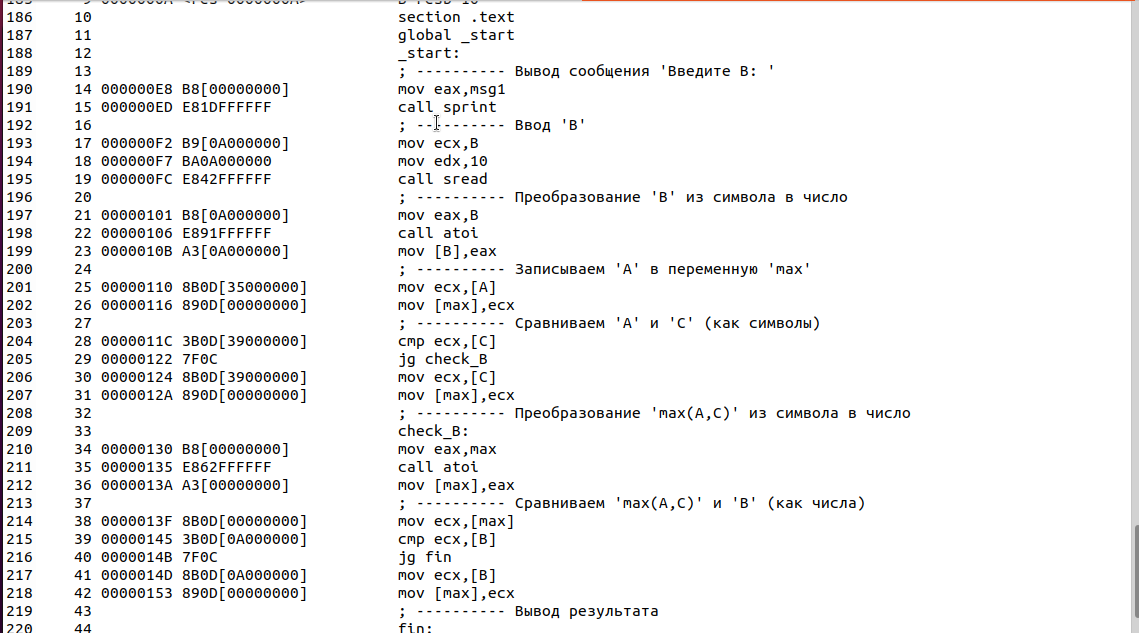 186 10 section .text
187 11 global _start
188 12 _start:
189 13 ; ---------- Вывод сообщения 'Введите B: '
190 14 000000E8 B8[00000000] mov eax,msg1
191 15 000000ED E81DFFFFFF call sprint
192 16 ; ---------- Ввод 'B'
193 17 000000F2 B9[0A000000] mov ecx,B
194 18 000000F7 BA0A000000 mov edx,10
195 19 000000FC E842FFFFFF call sread
196 20 ; ---------- Преобразование 'B' из символа в число
197 21 00000101 B8[0A000000] mov eax,B
198 22 00000106 E891FFFFFF call atoi
199 23 0000010B A3[0A000000] mov [B],eax
200 24 ; ---------- Записываем 'A' в переменную 'max'
201 25 00000110 8B0D[35000000] mov ecx,[A]
202 26 00000116 890D[00000000] mov [max],ecx
203 27 ; ---------- Сравниваем 'A' и 'C' (как символы)
204 28 0000011C 3B0D[39000000] cmp ecx,[C]
205 29 00000122 7F0C jg check_B
206 30 00000124 8B0D[39000000] mov ecx,[C]
207 31 0000012A 890D[00000000] mov [max],ecx
208 32 ; ---------- Преобразование 'max(A,C)' из символа в число
209 33 check_B:
210 34 00000130 B8[00000000] mov eax,max
211 35 00000135 E862FFFFFF call atoi
212 36 0000013A A3[00000000] mov [max],eax
213 37 ; ---------- Сравниваем 'max(A,C)' и 'B' (как числа)
214 38 0000013F 8B0D[00000000] mov ecx,[max]
215 39 00000145 3B0D[0A000000] cmp ecx,[B]
216 40 0000014B 7F0C jg fin
217 41 0000014D 8B0D[0A000000] mov ecx,[B]
218 42 00000153 890D[00000000] mov [max],ecx
219 43 ; ---------- Вывод результата
220 44 fin: